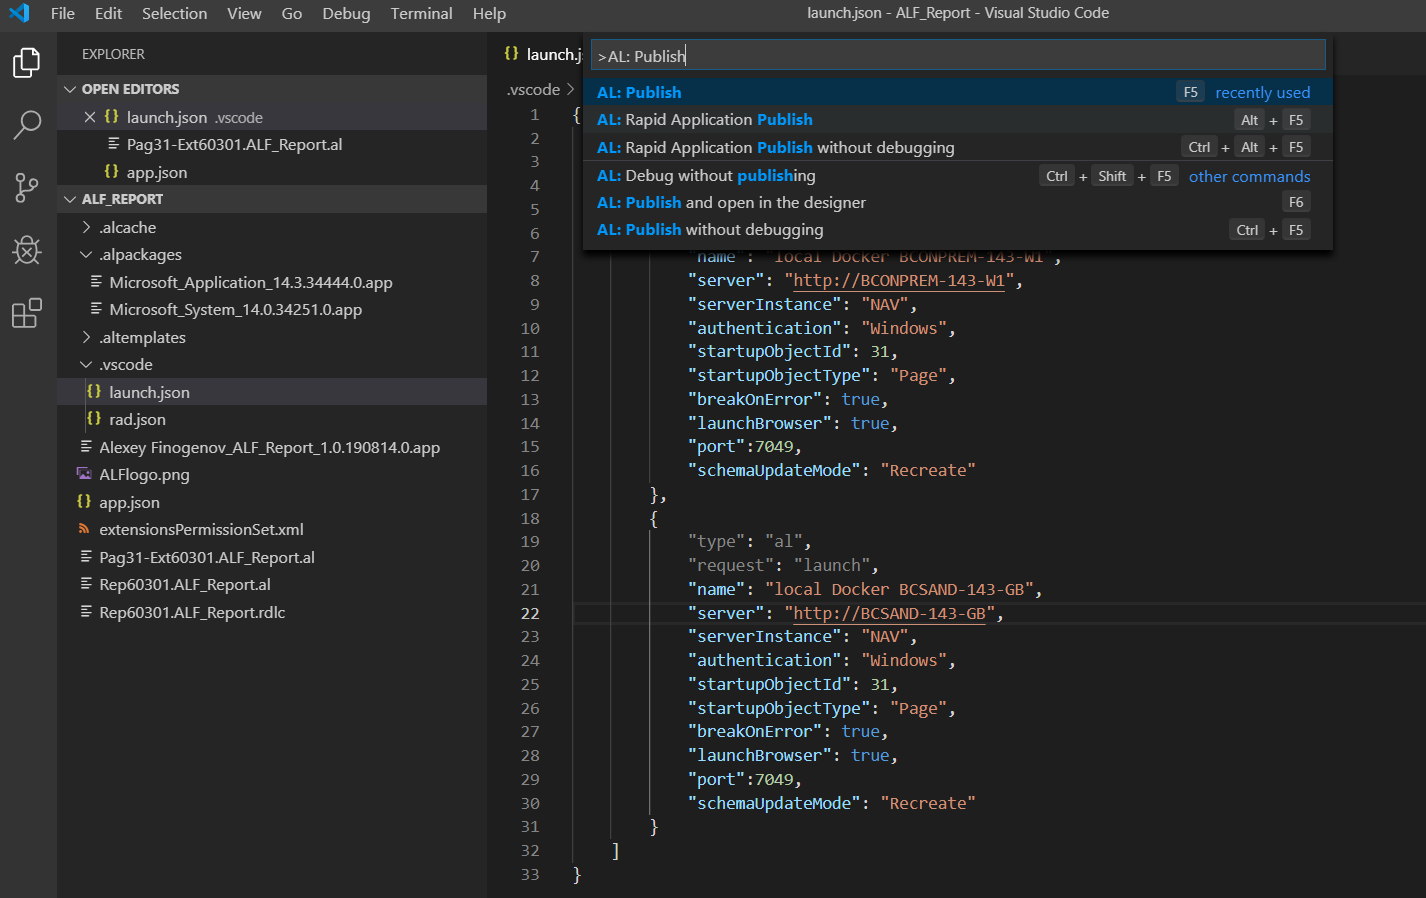 File Edit Selection View Go Debug Terminal Help
launch.json - ALF_Report - Visual Studio Code
EXPLORER
OPEN EDITORS
launch.json .vscode
Pag31-Ext60301.ALF_Report.al
app.json
ALF_REPORT
.alcache
.alpackages
Microsoft_Application_14.3.34444.0.app
Microsoft_System_14.0.34251.0.app
.altemplates
.vscode
launch.json
rad.json
Alexey Finogenov_ALF_Report_1.0.190814.0.app
ALFlogo.png
app.json
extensionsPermissionSet.xml
Pag31-Ext60301.ALF_Report.al
Rep60301.ALF_Report.al
Rep60301.ALF_Report.rdlc
{} launch.j
.vscode >
>AL: Publish
AL: Publish F5 recently used
AL: Rapid Application Publish Alt + F5
AL: Rapid Application Publish without debugging Ctrl + Alt + F5
AL: Debug without publishing Ctrl + Shift + F5 other commands
AL: Publish and open in the designer F6
AL: Publish without debugging Ctrl + F5
1 {
2
3
4
5
6
7 "name": "local Docker BCONPREM-143-W1",
8 "server": "http://BCONPREM-143-W1",
9 "serverInstance": "NAV",
10 "authentication": "Windows",
11 "startupObjectId": 31,
12 "startupObjectType": "Page",
13 "breakOnError": true,
14 "launchBrowser": true,
15 "port":7049,
16 "schemaUpdateMode": "Recreate"
17 },
18 {
19 "type": "al",
20 "request": "launch",
21 "name": "local Docker BCSAND-143-GB",
22 "server": "http://BCSAND-143-GB",
23 "serverInstance": "NAV",
24 "authentication": "Windows",
25 "startupObjectId": 31,
26 "startupObjectType": "Page",
27 "breakOnError": true,
28 "launchBrowser": true,
29 "port":7049,
30 "schemaUpdateMode": "Recreate"
31 }
32 ]
33 }